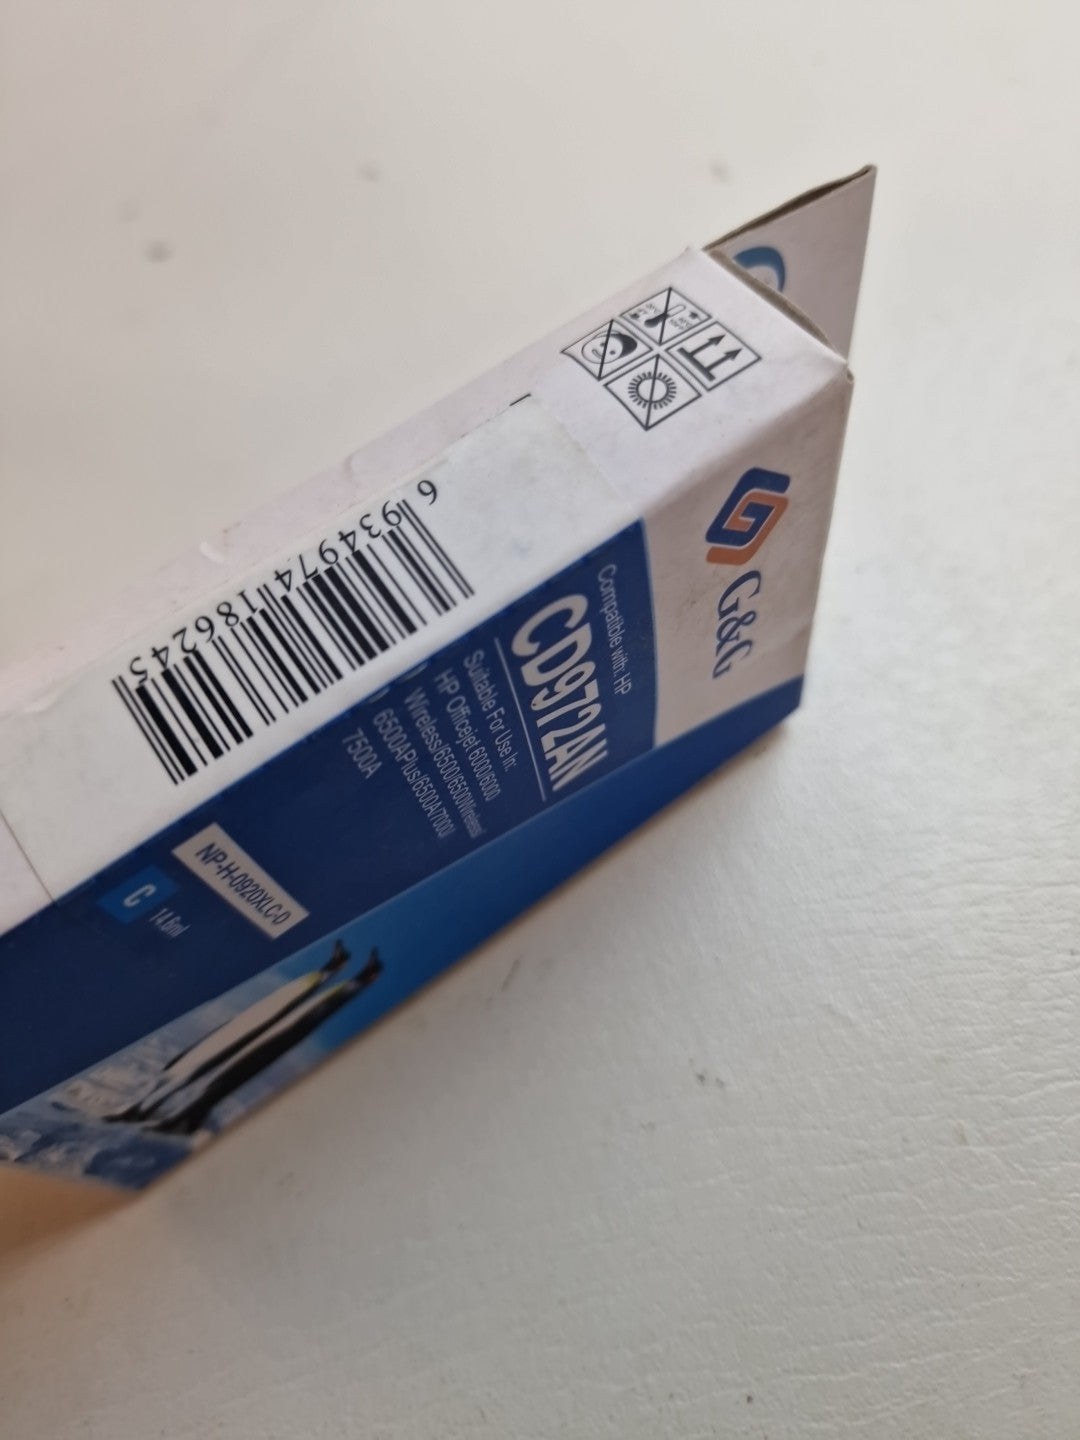 G&G
Compatible with: HP
CD972AN
Suitable For Use In:
HP Officejet 6000/6000
Wireless/6500/6500Wireless/
6500APlus/6500A/7000/
7500A
NP-H-0920XLC-D
C 14.6ml
6 934974 186245